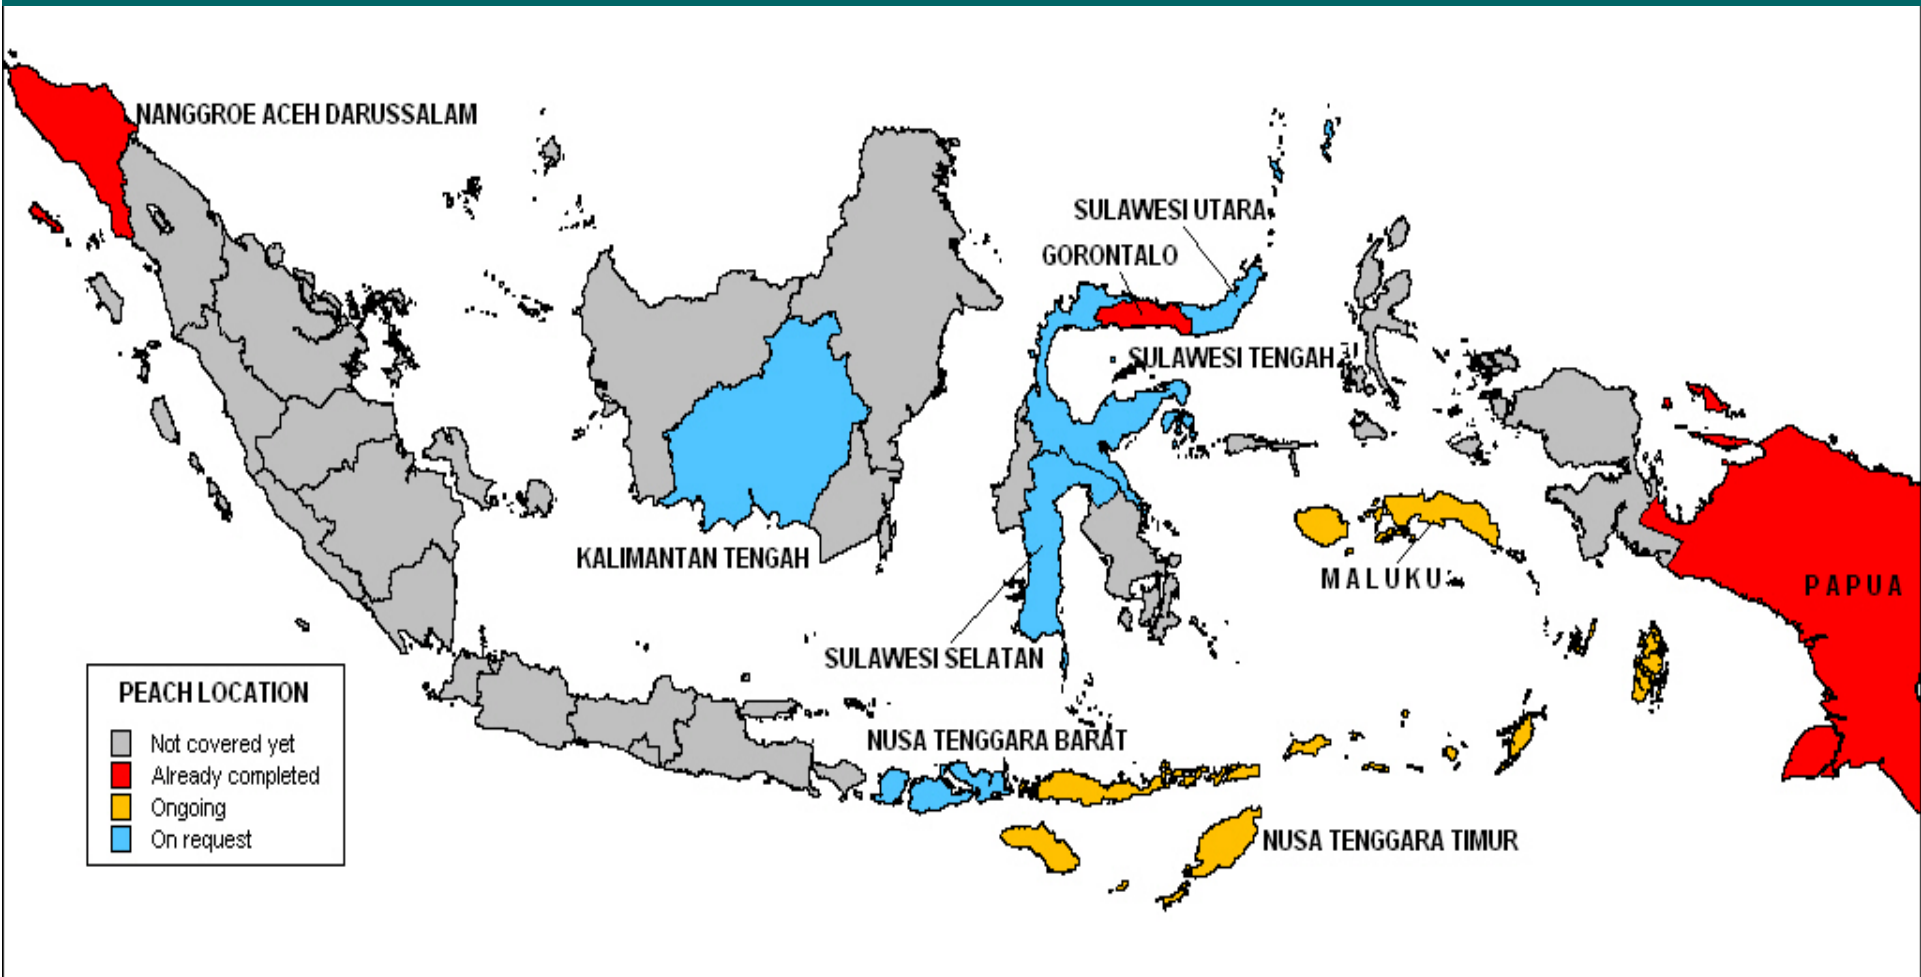 NANGGROE ACEH DARUSSALAM
SULAWESI UTARA
GORONTALO
SULAWESI TENGAH
KALIMANTAN TENGAH
MALUKU
PAPUA
SULAWESI SELATAN
NUSA TENGGARA BARAT
NUSA TENGGARA TIMUR
PEACH LOCATION
Not covered yet
Already completed
Ongoing
On request